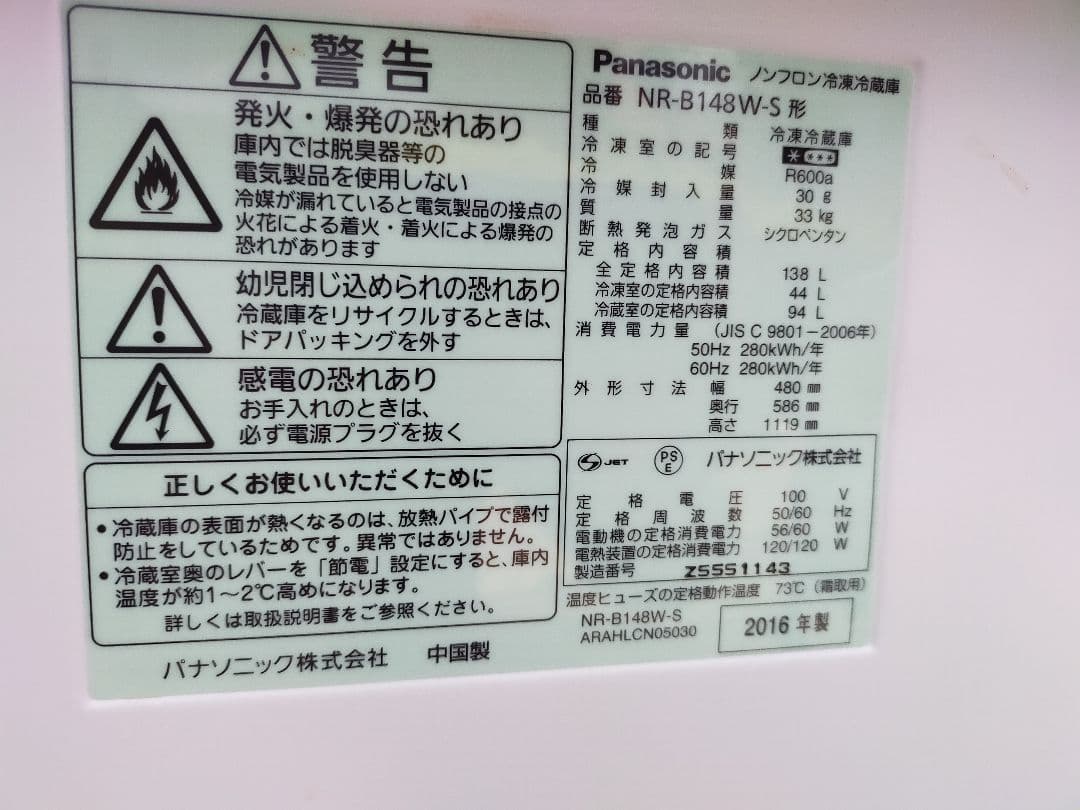 警告
発火・爆発の恐れあり
庫内では脱臭器等の
電気製品を使用しない
冷媒が漏れていると電気製品の接点の
火花による着火・着火による爆発の
恐れがあります
幼児閉じ込められの恐れあり
冷蔵庫をリサイクルするときは、
ドアパッキングを外す
感電の恐れあり
お手入れのときは、
必ず電源プラグを抜く
正しくお使いいただくために
•冷蔵庫の表面が熱くなるのは、放熱パイプで露付
防止をしているためです。異常ではありません。
•冷蔵室奥のレバーを「節電」設定にすると、庫内
温度が約1～2℃高めになります。
詳しくは取扱説明書をご参照ください。
パナソニック株式会社 中国製
Panasonic ノンフロン冷凍冷蔵庫
品番 NR-B148W-S 形
種類 冷凍冷蔵庫
冷凍室の記号 * ***
冷媒 R600a
冷媒封入量 30 g
質量 33 kg
断熱発泡ガス シクロペンタン
定格内容積
全定格内容積 138 L
冷凍室の定格内容積 44 L
冷蔵室の定格内容積 94 L
消費電力量 (JIS C 9801-2006年)
50Hz 280kWh/年
60Hz 280kWh/年
外形寸法 幅 480 mm
奥行 586 mm
高さ 1119 mm
JET PSE パナソニック株式会社
定格電圧 100 V
定格周波数 50/60 Hz
電動機の定格消費電力 56/60 W
電熱装置の定格消費電力 120/120 W
製造番号 Z5551143
温度ヒューズの定格動作温度 73℃(霜取用)
NR-B148W-S
ARAHLCN05030
2016年製